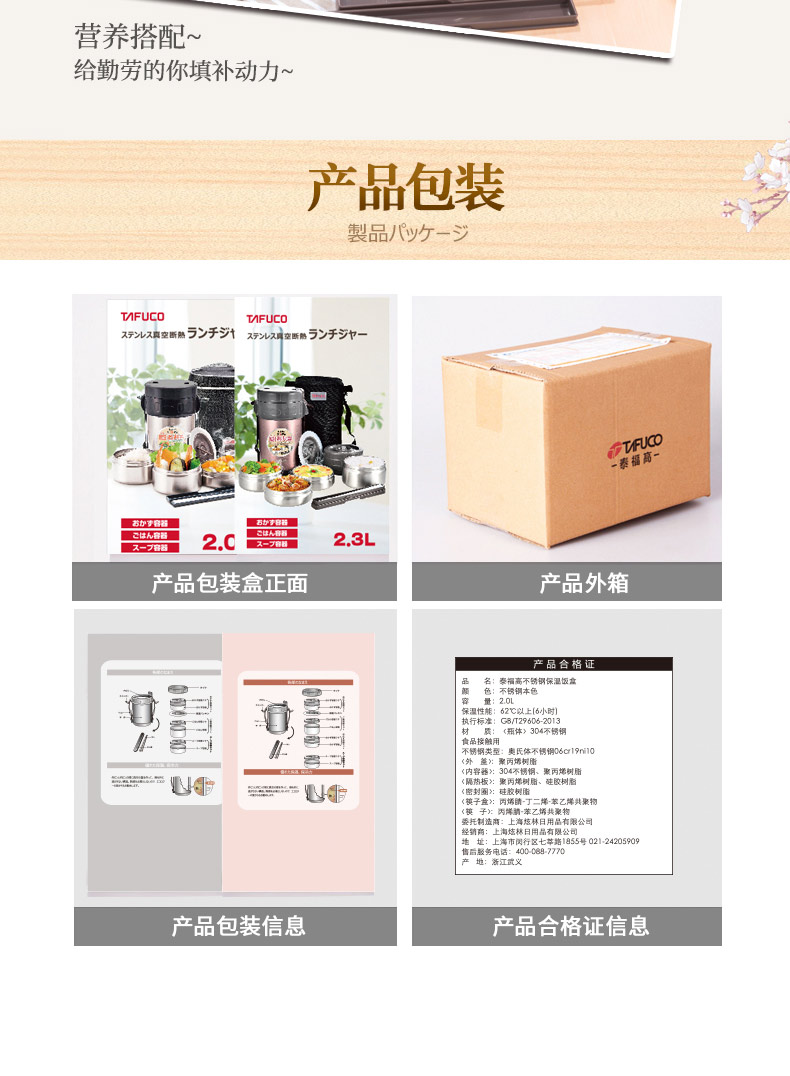 营养搭配~
给勤劳的你填补动力~
产品包装
製品パッケージ
TAFUCO
ステンレス真空断熱 ランチジャ
おかず容器
ごはん容器
スープ容器
2.0
TAFUCO
ステンレス真空断熱 ランチジャー
おかず容器
ごはん容器
スープ容器
2.3L
产品包装盒正面
TAFUCO
泰福高
产品外箱
产品包装信息
产品合格证
品 名：泰福高不锈钢保温饭盒
颜 色：不锈钢本色
容 量：2.0L
保温性能：62℃以上(6小时)
执行标准：GB/T29606-2013
材 质：〈瓶体〉304不锈钢
食品接触用
不锈钢类型：奥氏体不锈钢06cr19ni10
〈外 盖〉：聚丙烯树脂
〈内容器〉：304不锈钢、聚丙烯树脂
〈隔热板〉：聚丙烯树脂、硅胶树脂
〈密封圈〉：硅胶树脂
〈筷子盒〉：丙烯腈-丁二烯-苯乙烯共聚物
〈筷 子〉：丙烯腈-苯乙烯共聚物
委托制造商：上海炫林日用品有限公司
经销商：上海炫林日用品有限公司
地 址：上海市闵行区七莘路1855号 021-24205909
售后服务电话：400-088-7770
产 地：浙江武义
产品合格证信息